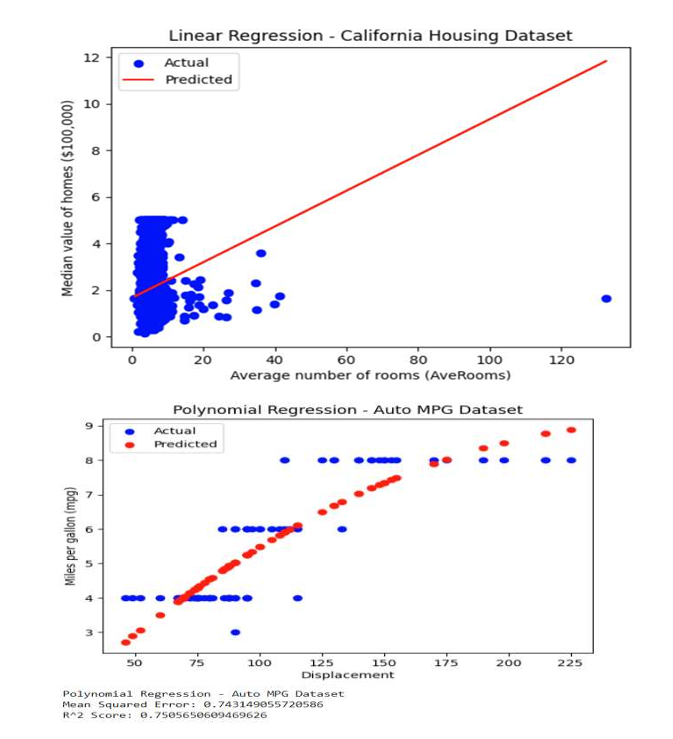 Linear Regression - California Housing Dataset
Actual
Predicted
Median value of homes ($100,000)
12
10
8
6
4
2
0
0 20 40 60 80 100 120
Average number of rooms (AveRooms)
Polynomial Regression - Auto MPG Dataset
Actual
Predicted
Miles per gallon (mpg)
9
8
7
6
5
4
3
50 75 100 125 150 175 200 225
Displacement
Polynomial Regression - Auto MPG Dataset
Mean Squared Error: 0.743149055720586
R^2 Score: 0.7505650609469626